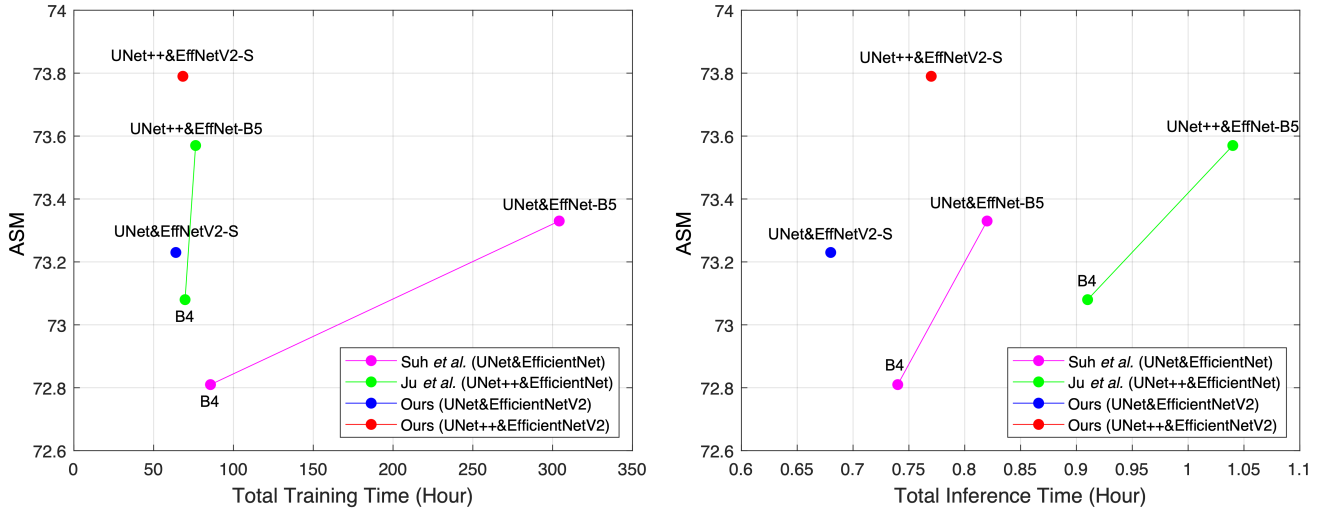 74
73.8
73.6
73.4
73.2
73
72.8
72.6
ASM
UNet++&EffNetV2-S
UNet++&EffNet-B5
UNet&EffNetV2-S
B4
UNet&EffNet-B5
B4
Suh et al. (UNet&EfficientNet)
Ju et al. (UNet++&EfficientNet)
Ours (UNet&EfficientNetV2)
Ours (UNet++&EfficientNetV2)
0 50 100 150 200 250 300 350
Total Training Time (Hour)
74
73.8
73.6
73.4
73.2
73
72.8
72.6
ASM
UNet++&EffNetV2-S
UNet++&EffNet-B5
UNet&EffNet-B5
UNet&EffNetV2-S
B4
B4
Suh et al. (UNet&EfficientNet)
Ju et al. (UNet++&EfficientNet)
Ours (UNet&EfficientNetV2)
Ours (UNet++&EfficientNetV2)
0.6 0.65 0.7 0.75 0.8 0.85 0.9 0.95 1 1.05 1.1
Total Inference Time (Hour)